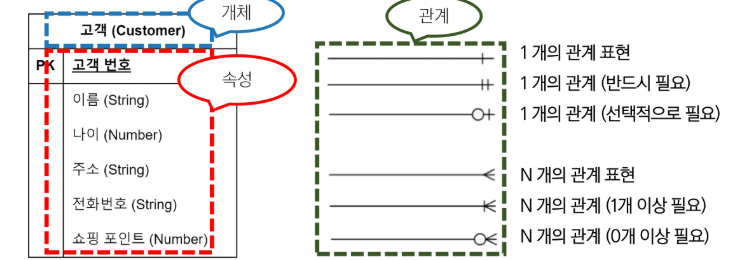 개체
고객 (Customer)
PK 고객 번호
속성
이름 (String)
나이 (Number)
주소 (String)
전화번호 (String)
쇼핑 포인트 (Number)
관계
1 개의 관계 표현
1 개의 관계 (반드시 필요)
1 개의 관계 (선택적으로 필요)
N 개의 관계 표현
N 개의 관계 (1개 이상 필요)
N 개의 관계 (0개 이상 필요)